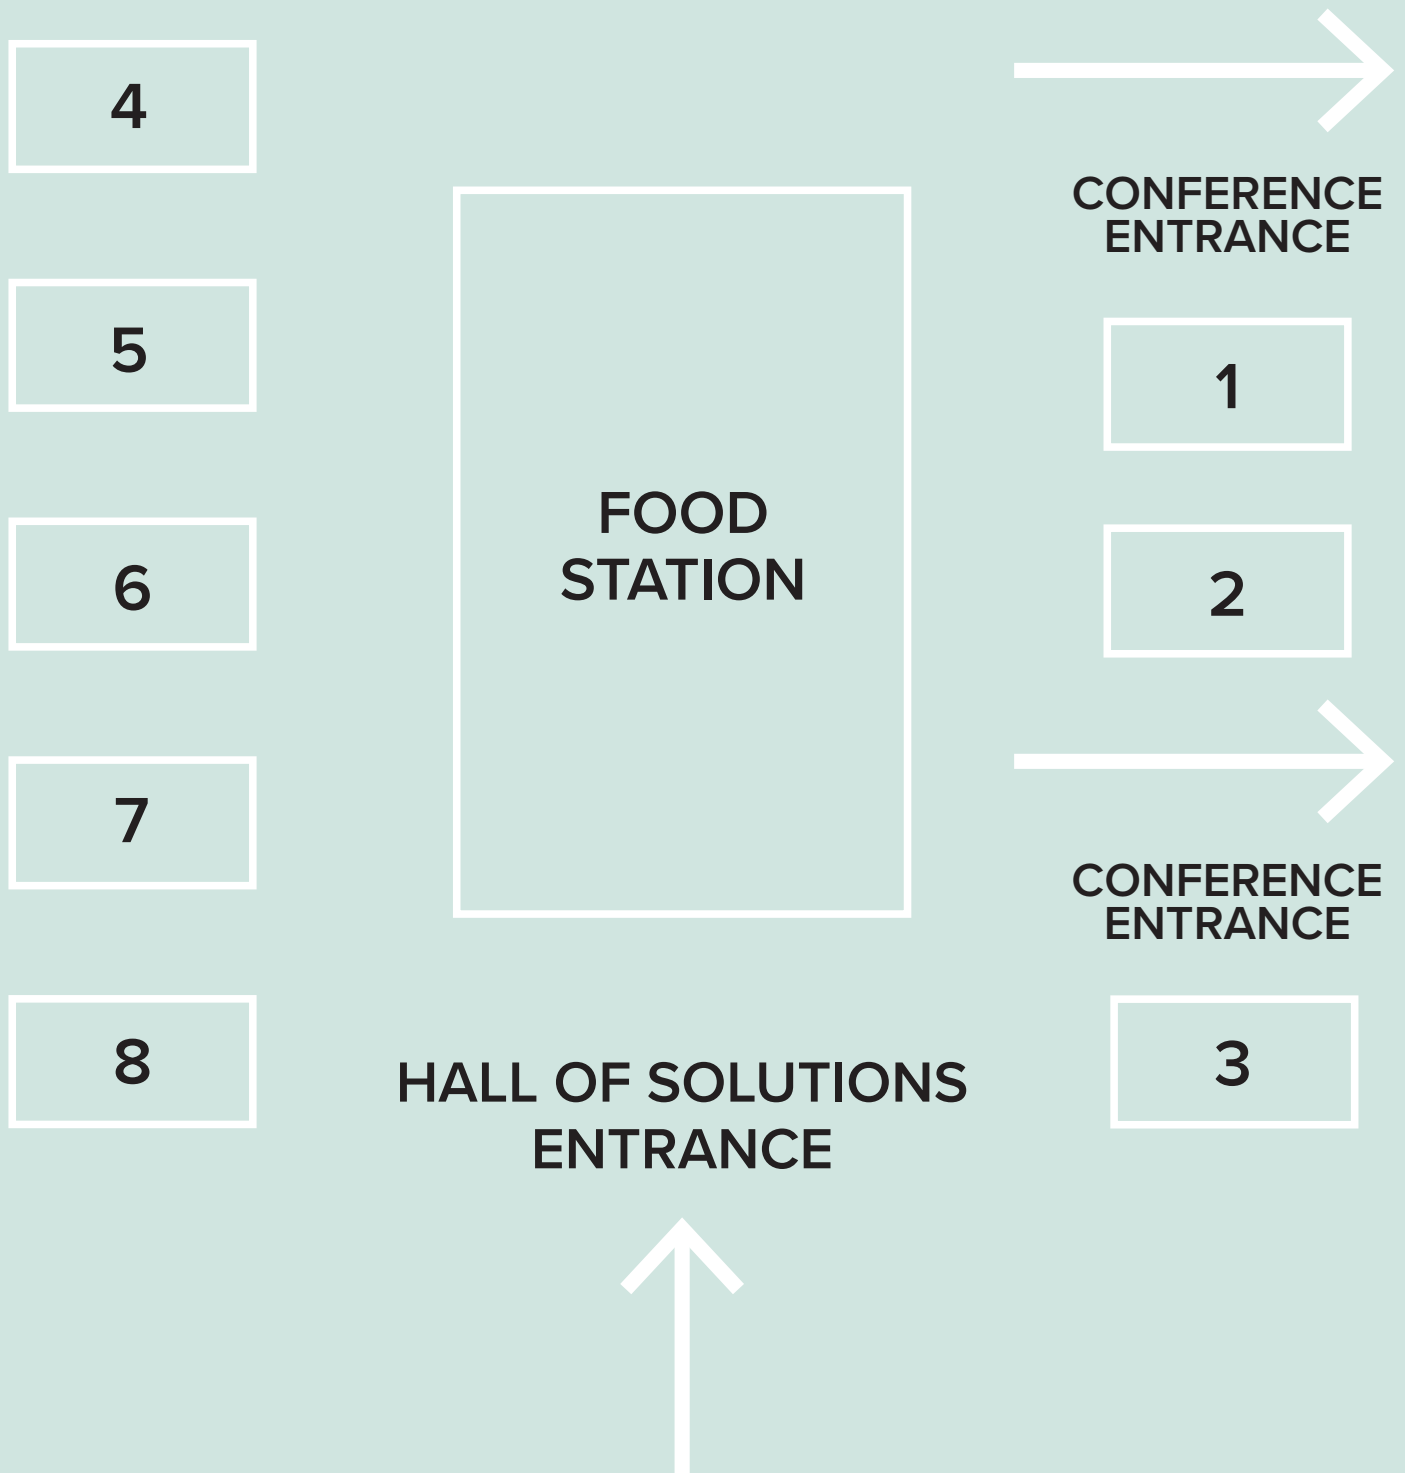 4
5
6
7
8
FOOD
STATION
HALL OF SOLUTIONS
ENTRANCE
CONFERENCE
ENTRANCE
1
2
CONFERENCE
ENTRANCE
3